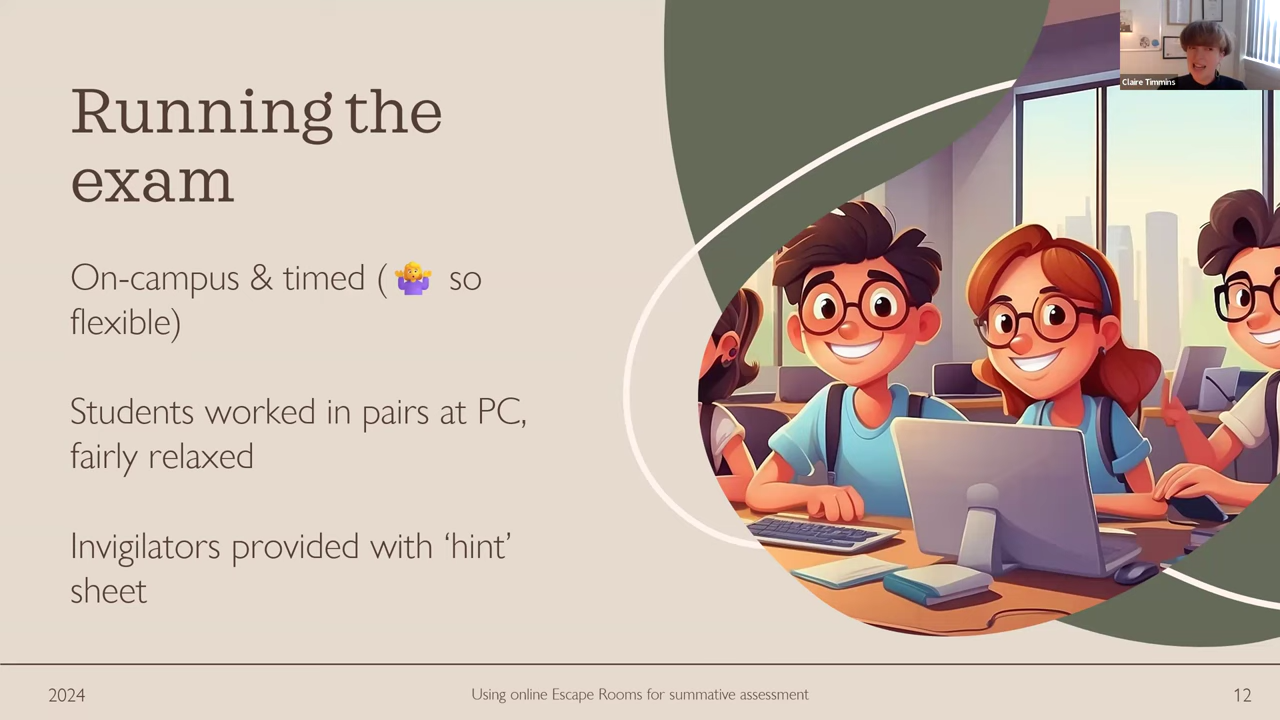 Claire Timmins
Running the
exam
On-campus & timed (🤷‍♀️ so
flexible)
Students worked in pairs at PC,
fairly relaxed
Invigilators provided with ‘hint’
sheet
2024
Using online Escape Rooms for summative assessment
12